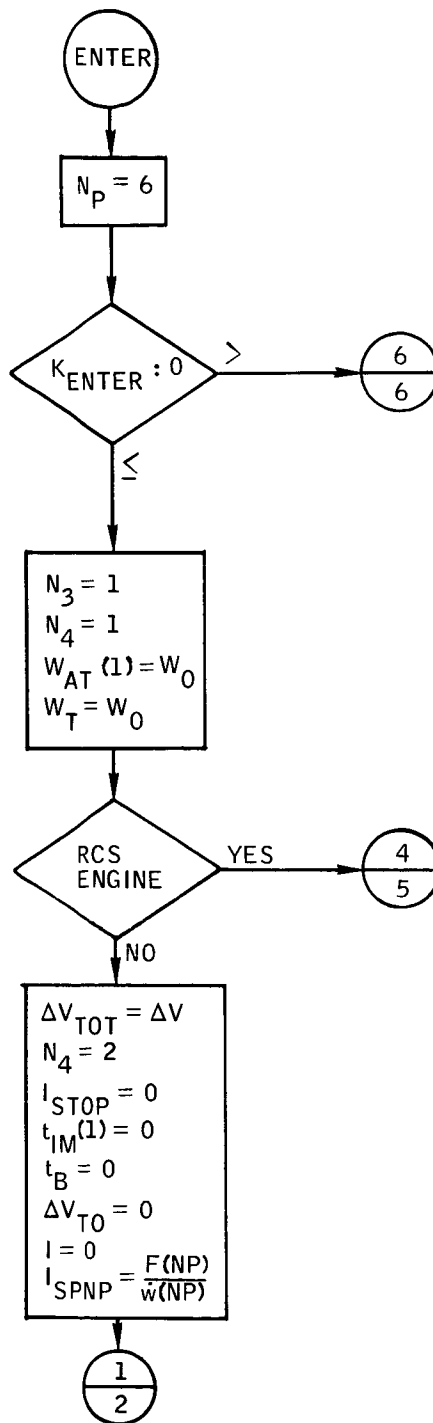 ENTER
N_P = 6
K_ENTER : 0
>
6
6
≤
N_3 = 1
N_4 = 1
W_AT (1) = W_0
W_T = W_0
RCS
ENGINE
YES
4
5
NO
ΔV_TOT = ΔV
N_4 = 2
I_STOP = 0
t_IM(1) = 0
t_B = 0
ΔV_TO = 0
I = 0
I_SPNP = F(NP)/ẇ(NP)
1
2